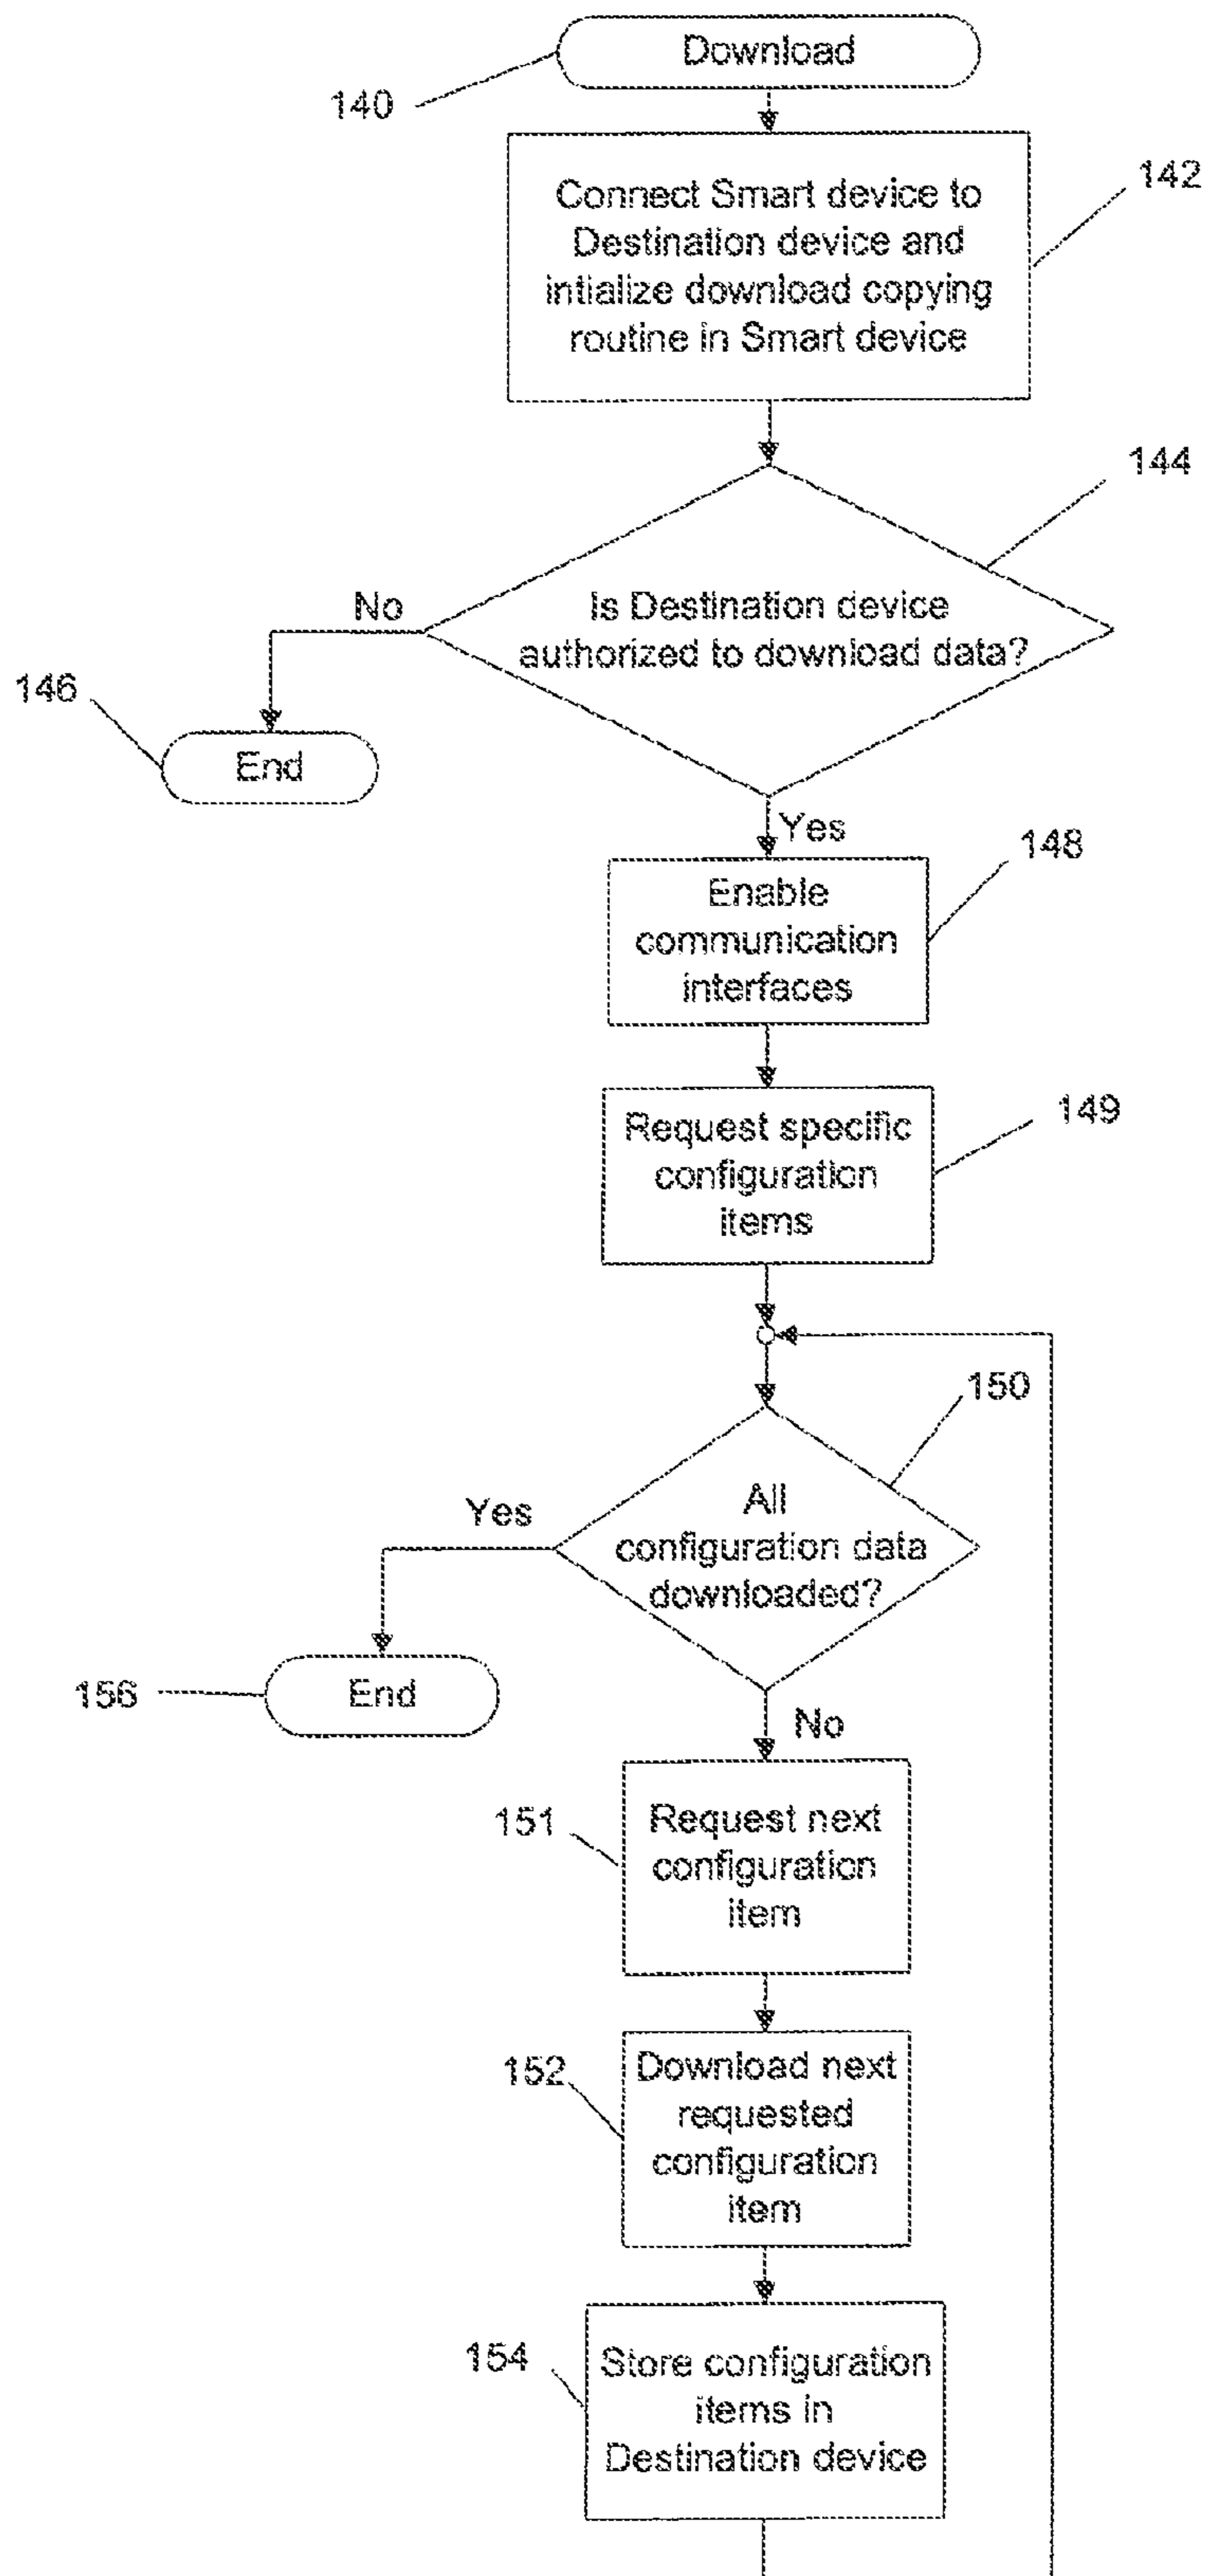 Download
140
Connect Smart device to
Destination device and
intialize download copying
routine in Smart device
142
144
Is Destination device
authorized to download data?
No
146
End
Yes
148
Enable
communication
interfaces
149
Request specific
configuration
items
150
All
configuration data
downloaded?
Yes
156
End
No
151
Request next
configuration
item
152
Download next
requested
configuration
item
154
Store configuration
items in
Destination device